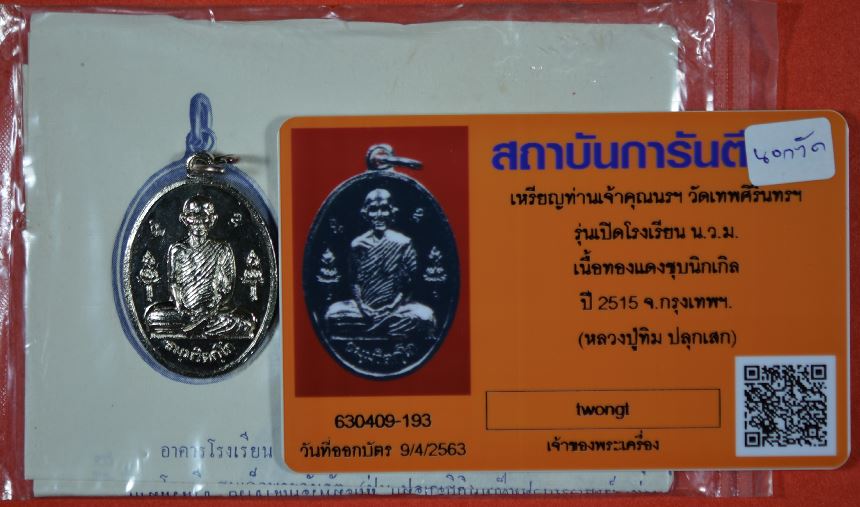 สถาบันการันตี
นอกวัด
เหรียญท่านเจ้าคุณนรฯ วัดเทพศิรินทรฯ
รุ่นเปิดโรงเรียน น.ว.ม.
เนื้อทองแดงชุบนิกเกิล
ปี 2515 จ.กรุงเทพฯ.
(หลวงปู่ทิม ปลุกเสก)
twongt
เจ้าของพระเครื่อง
630409-193
วันที่ออกบัตร 9/4/2563
อาคารโรงเรียน